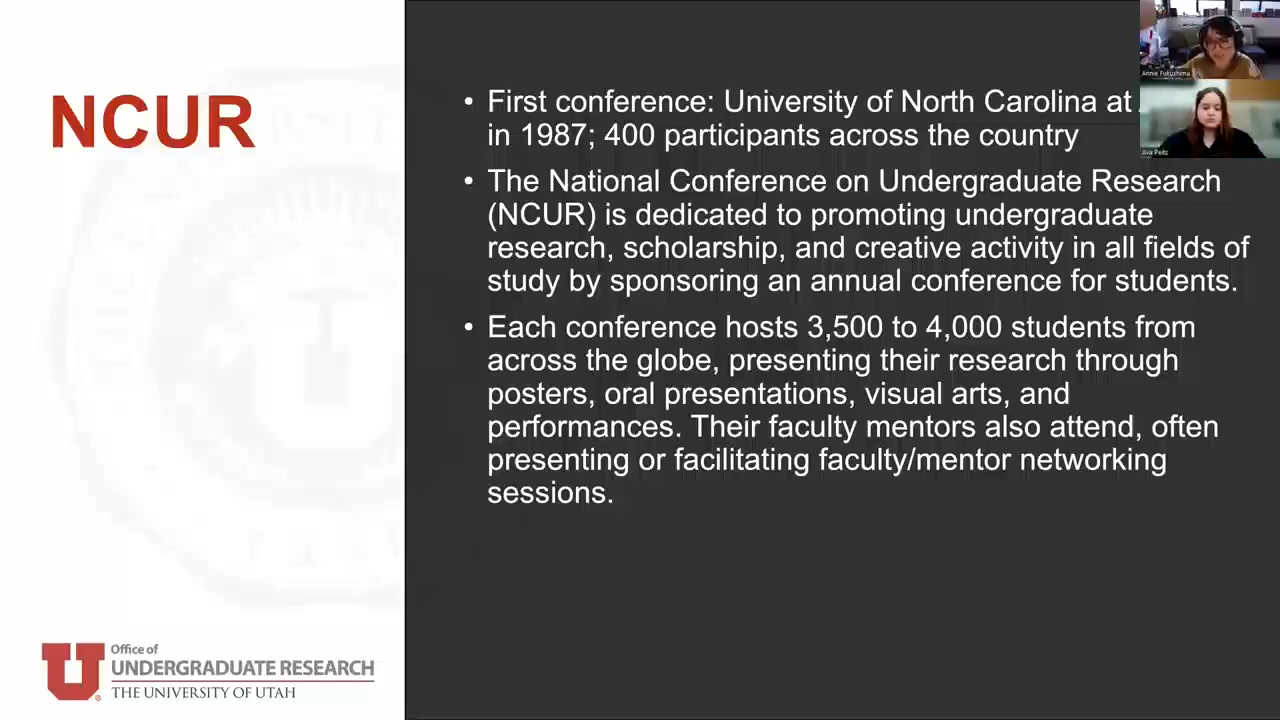 NCUR
• First conference: University of North Carolina at
in 1987; 400 participants across the country
• The National Conference on Undergraduate Research
(NCUR) is dedicated to promoting undergraduate
research, scholarship, and creative activity in all fields of
study by sponsoring an annual conference for students.
• Each conference hosts 3,500 to 4,000 students from
across the globe, presenting their research through
posters, oral presentations, visual arts, and
performances. Their faculty mentors also attend, often
presenting or facilitating faculty/mentor networking
sessions.
Annie Fukushima
Ava Peitz
U
Office of
UNDERGRADUATE RESEARCH
THE UNIVERSITY OF UTAH